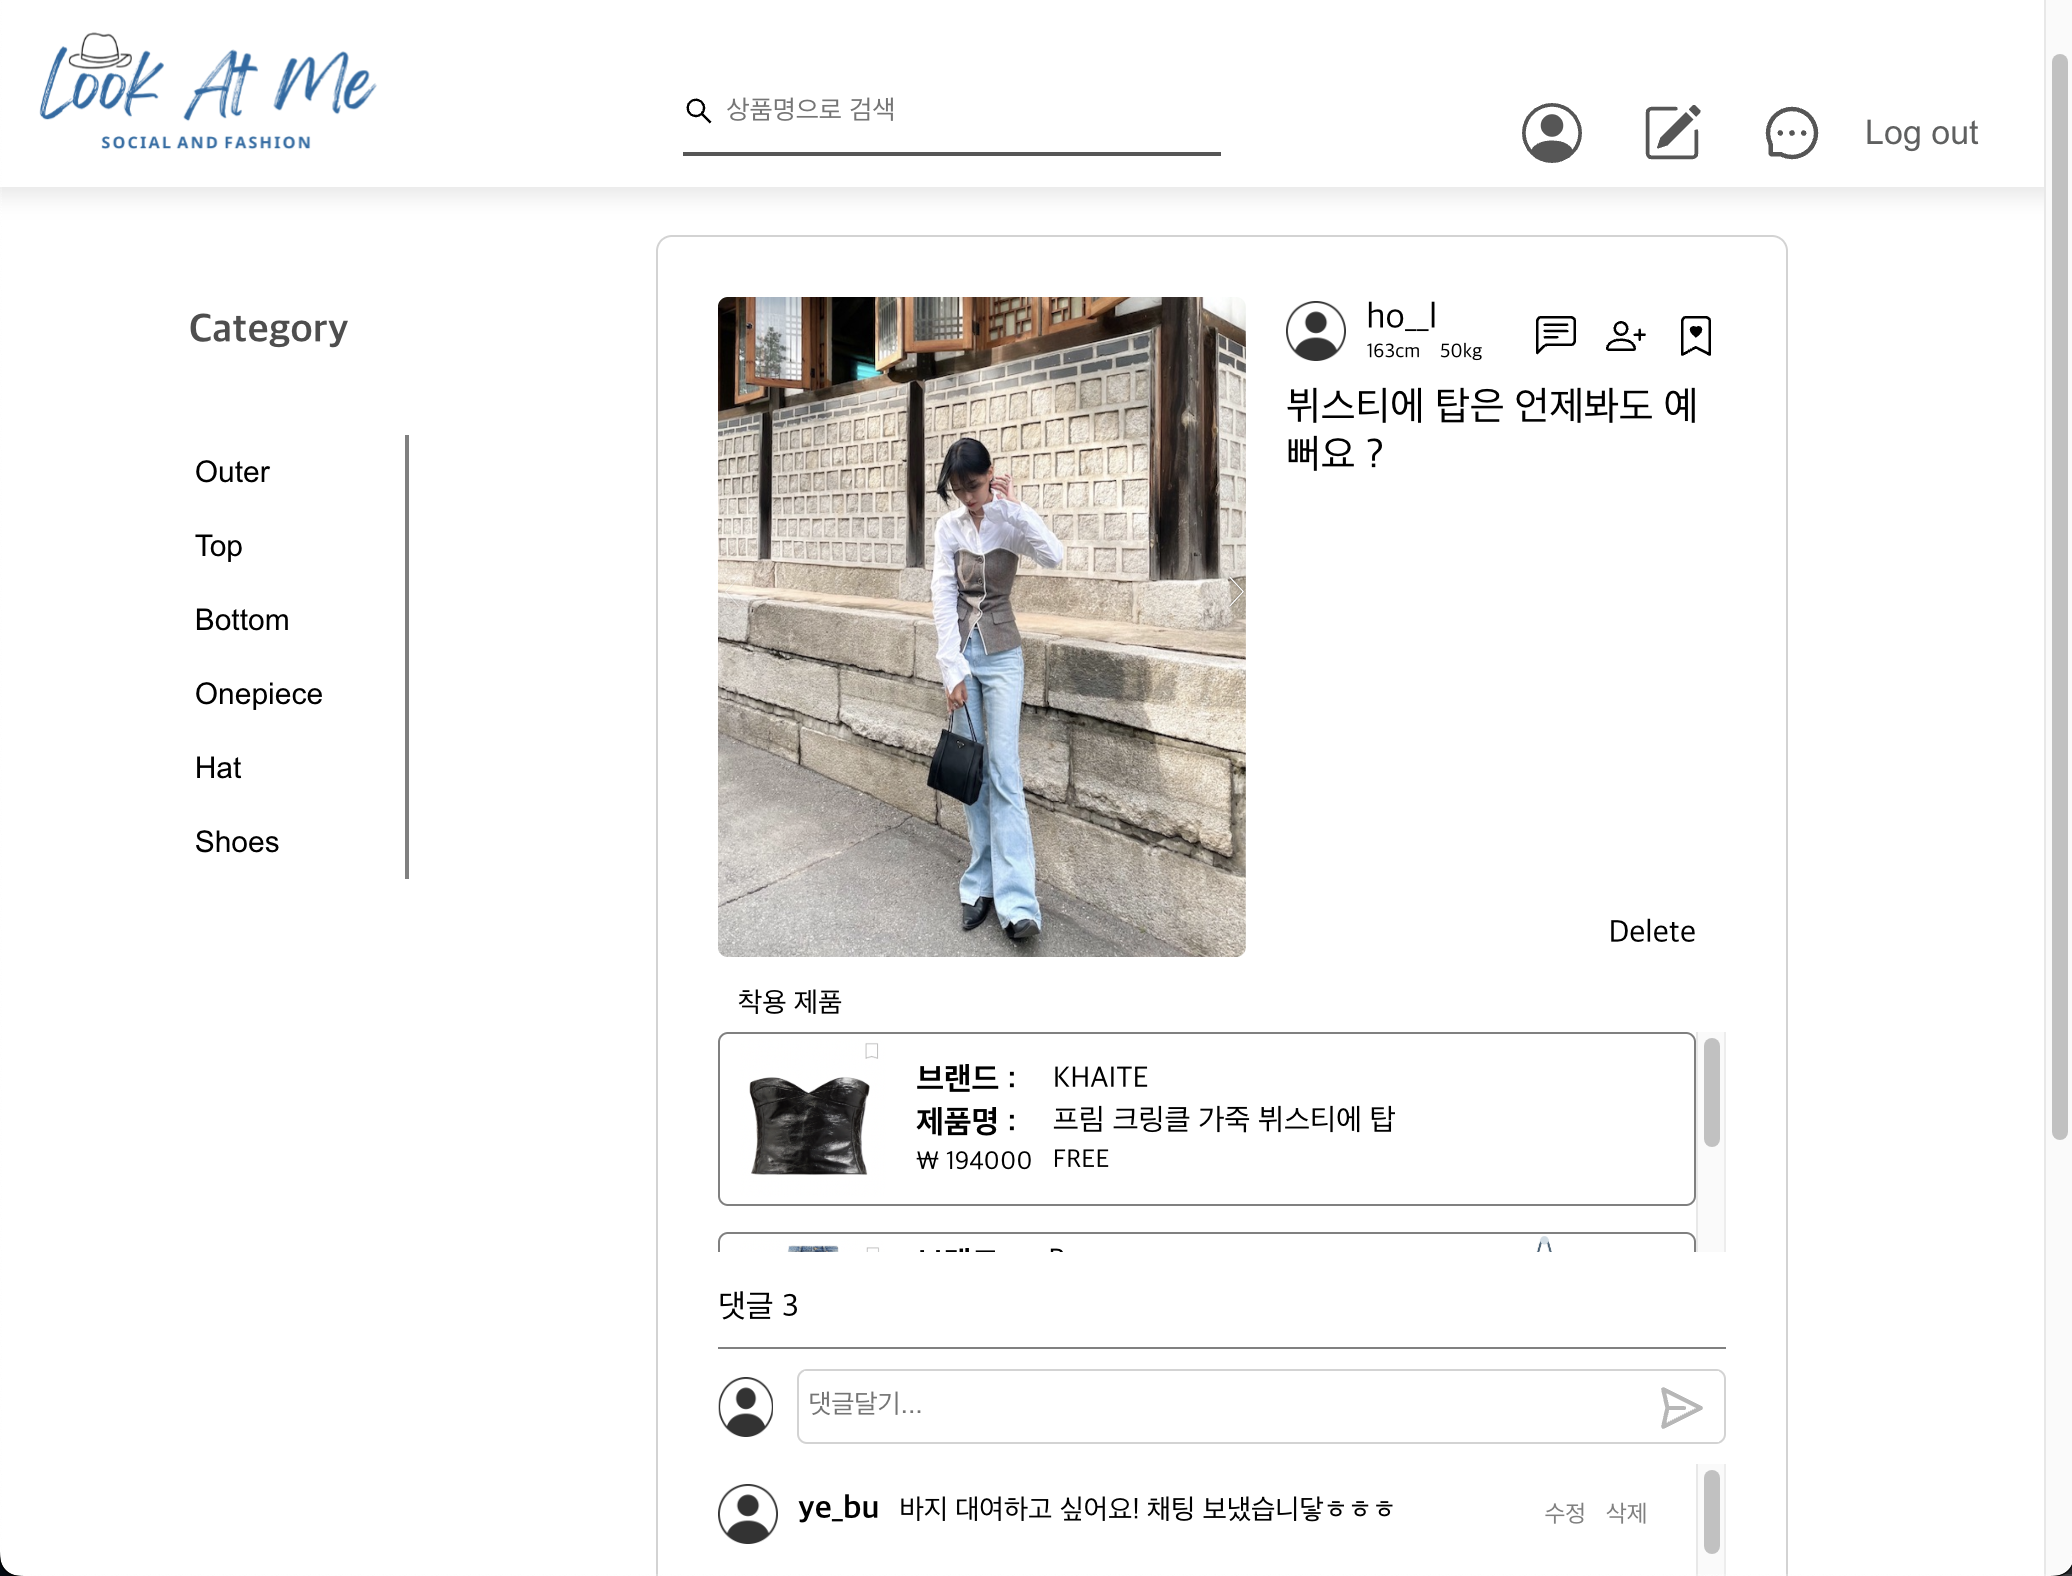 Look At Me
SOCIAL AND FASHION
상품명으로 검색
Log out
Category
Outer
Top
Bottom
Onepiece
Hat
Shoes
ho__l
163cm 50kg
뷔스티에 탑은 언제봐도 예
뻐요 ?
Delete
착용 제품
브랜드 : KHAITE
제품명 : 프림 크링클 가죽 뷔스티에 탑
₩ 194000 FREE
댓글 3
댓글달기...
ye_bu 바지 대여하고 싶어요! 채팅 보냈습니닿ㅎㅎㅎ 수정 삭제